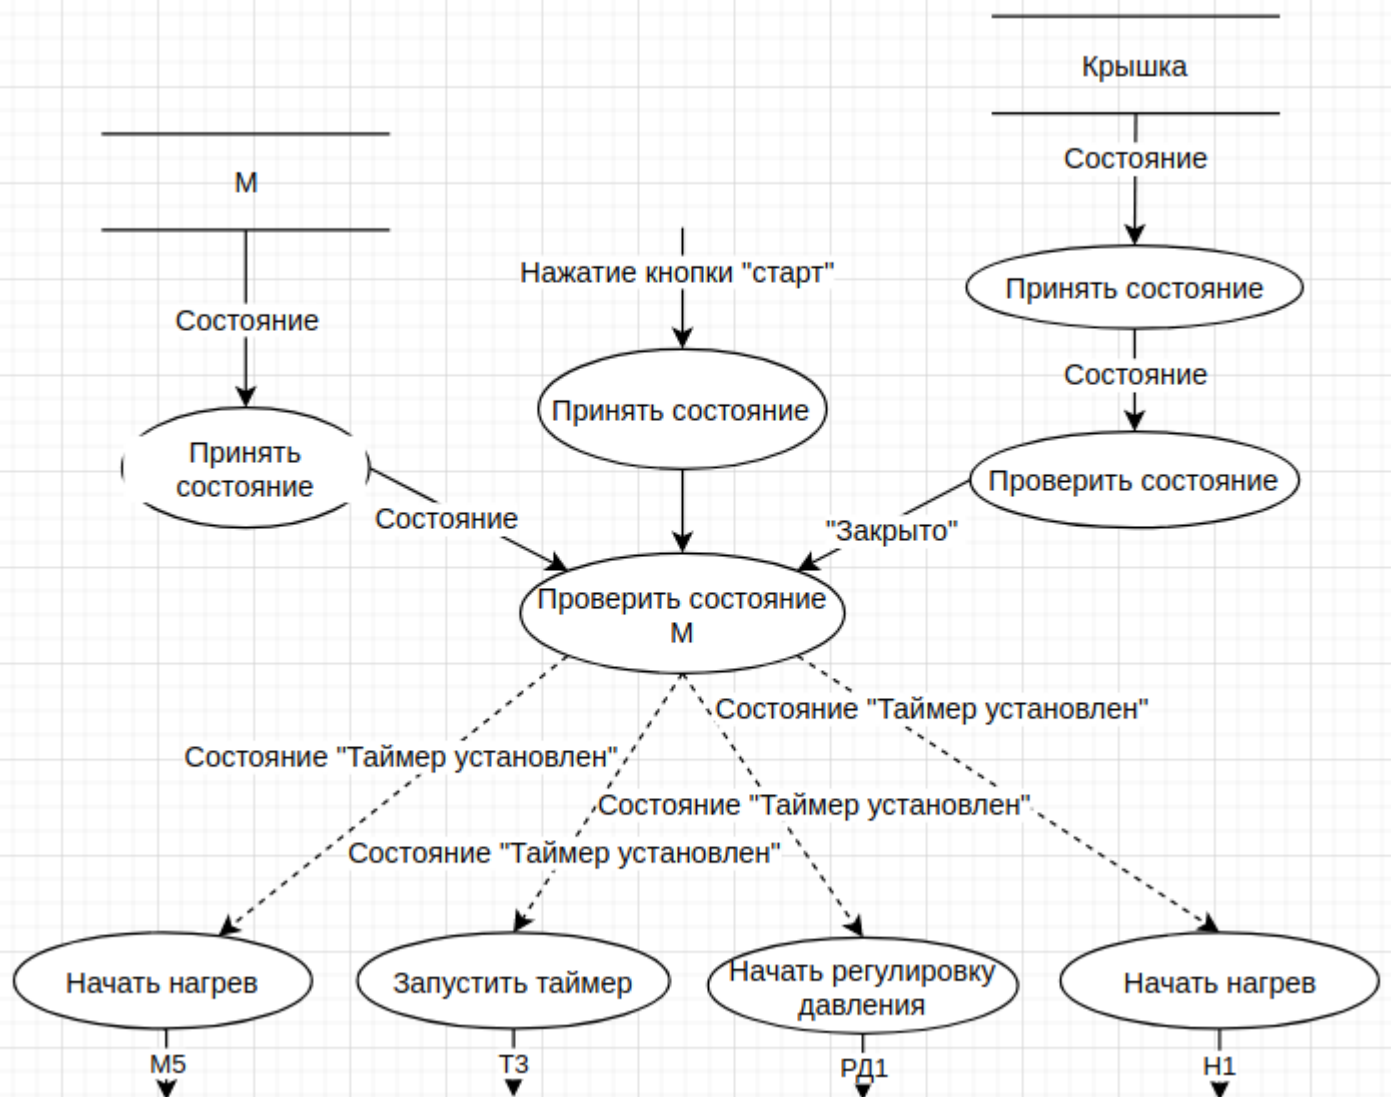 Крышка
Состояние
М
Нажатие кнопки "старт"
Принять состояние
Состояние
Состояние
Принять состояние
Принять
состояние
Проверить состояние
Состояние
"Закрыто"
Проверить состояние
М
Состояние "Таймер установлен"
Состояние "Таймер установлен"
Состояние "Таймер установлен"
Состояние "Таймер установлен"
Начать нагрев
Запустить таймер
Начать регулировку
давления
Начать нагрев
М5
Т3
РД1
Н1